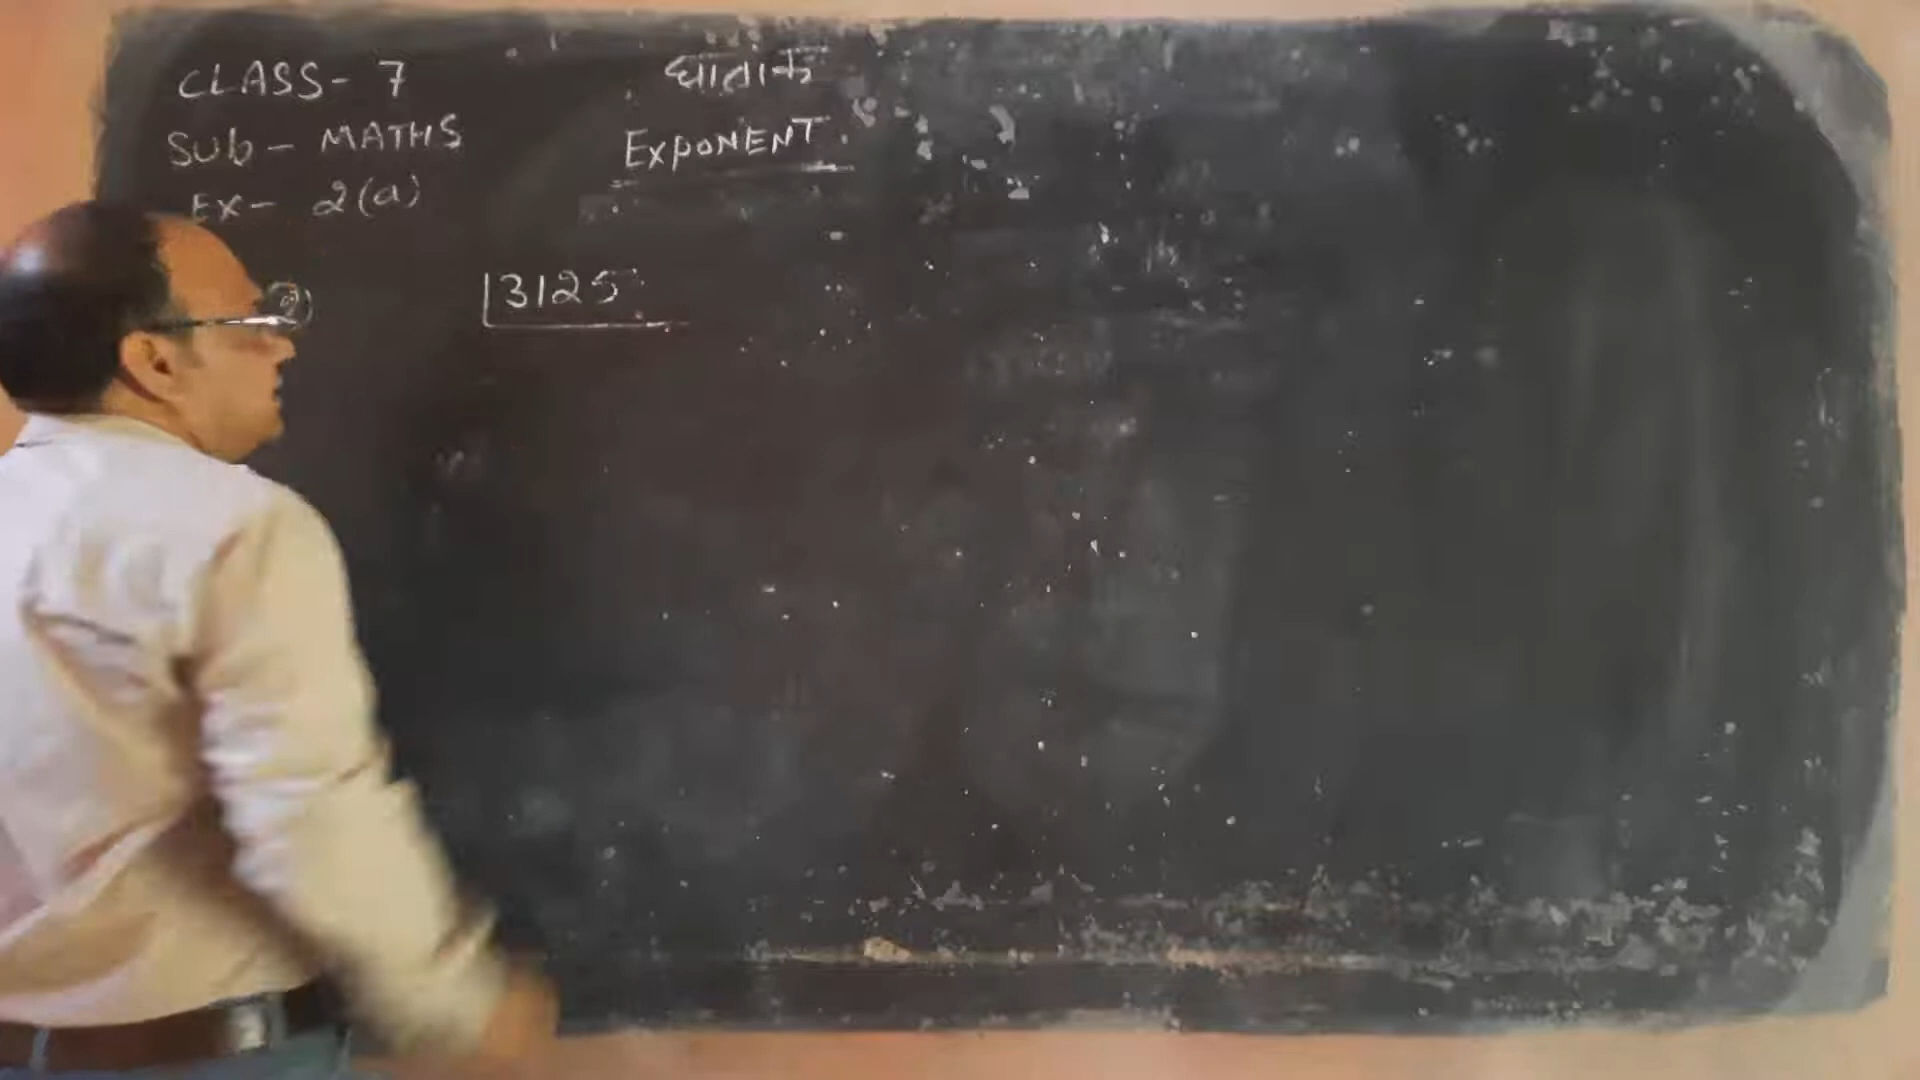 CLASS- 7
Sub - MATHS
EX- 2(a)
घातांक
EXPONENT
3125